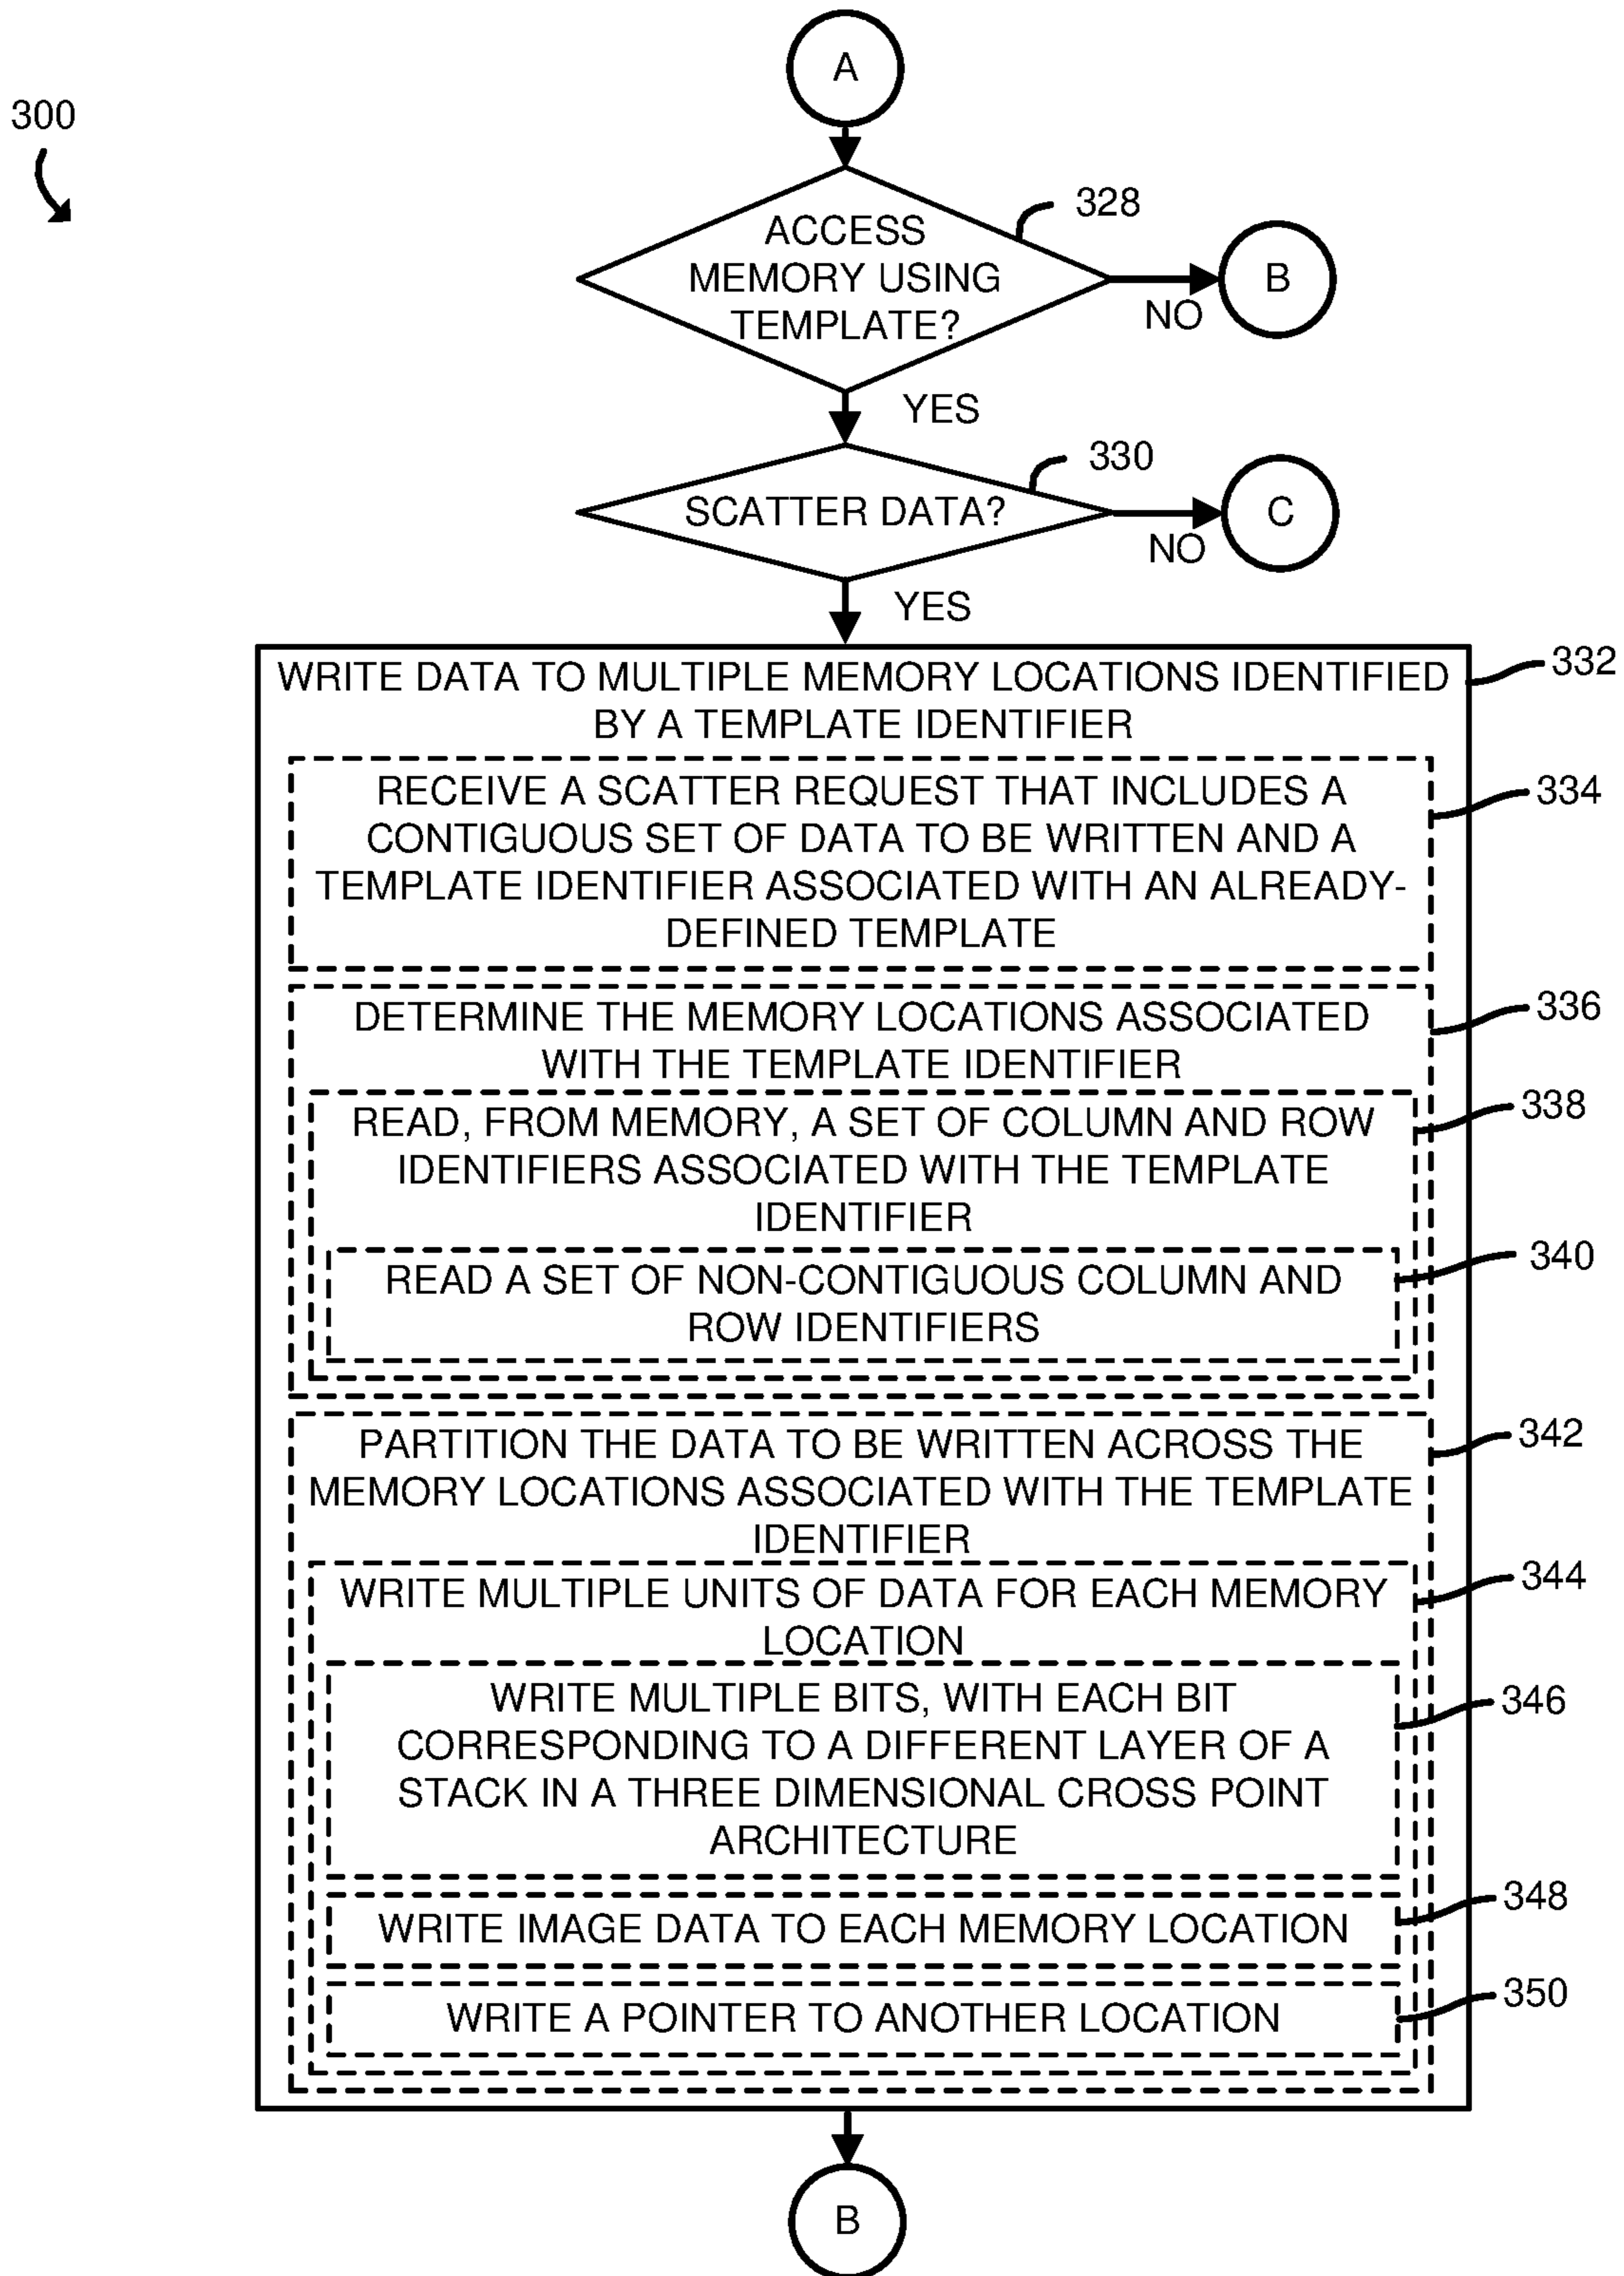 A
300
328
ACCESS
MEMORY USING
TEMPLATE?
B
NO
YES
330
SCATTER DATA?
C
NO
YES
WRITE DATA TO MULTIPLE MEMORY LOCATIONS IDENTIFIED
BY A TEMPLATE IDENTIFIER
332
RECEIVE A SCATTER REQUEST THAT INCLUDES A
CONTIGUOUS SET OF DATA TO BE WRITTEN AND A
TEMPLATE IDENTIFIER ASSOCIATED WITH AN ALREADY-
DEFINED TEMPLATE
334
DETERMINE THE MEMORY LOCATIONS ASSOCIATED
WITH THE TEMPLATE IDENTIFIER
336
READ, FROM MEMORY, A SET OF COLUMN AND ROW
IDENTIFIERS ASSOCIATED WITH THE TEMPLATE
IDENTIFIER
338
READ A SET OF NON-CONTIGUOUS COLUMN AND
ROW IDENTIFIERS
340
PARTITION THE DATA TO BE WRITTEN ACROSS THE
MEMORY LOCATIONS ASSOCIATED WITH THE TEMPLATE
IDENTIFIER
342
WRITE MULTIPLE UNITS OF DATA FOR EACH MEMORY
LOCATION
344
WRITE MULTIPLE BITS, WITH EACH BIT
CORRESPONDING TO A DIFFERENT LAYER OF A
STACK IN A THREE DIMENSIONAL CROSS POINT
ARCHITECTURE
346
WRITE IMAGE DATA TO EACH MEMORY LOCATION
348
WRITE A POINTER TO ANOTHER LOCATION
350
B